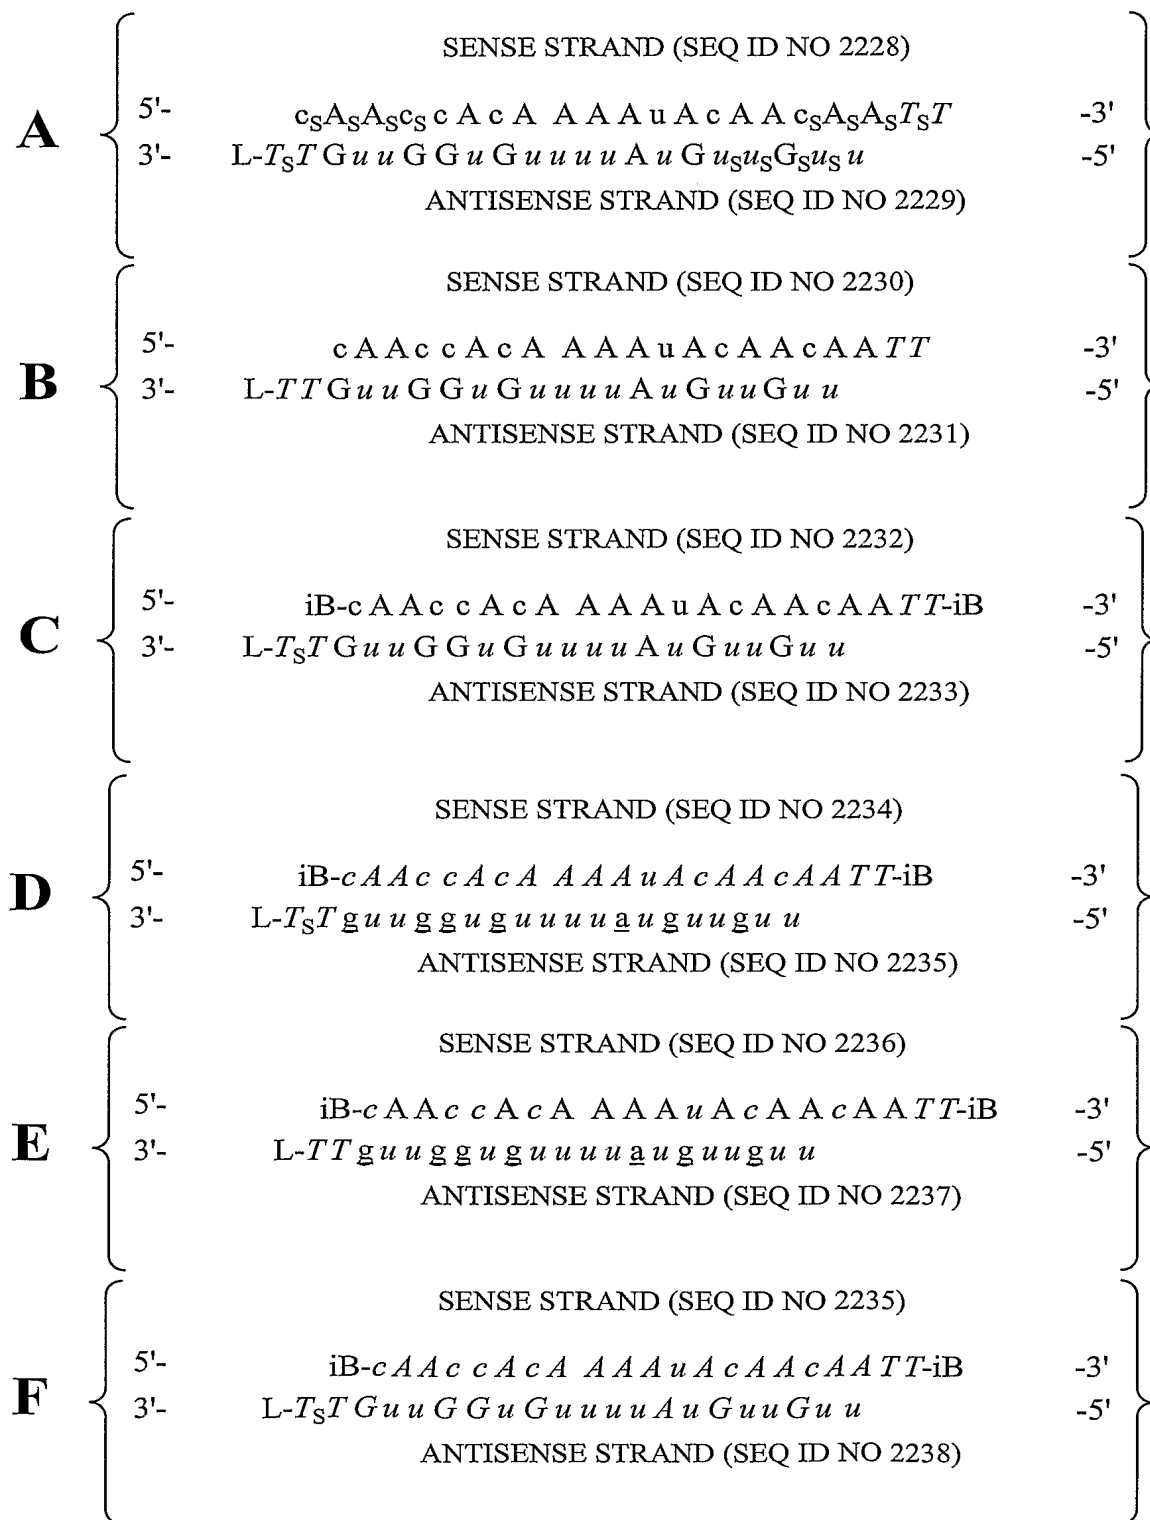 SENSE STRAND (SEQ ID NO 2228)
A
5'- cSASAScS c A c A A A A u A c A A cSASASTST -3'
3'- L-TST G u u G G u G u u u u A u G uSuSGSuS u -5'
ANTISENSE STRAND (SEQ ID NO 2229)
SENSE STRAND (SEQ ID NO 2230)
B
5'- c A A c c A c A A A A u A c A A c A A T T -3'
3'- L-T T G u u G G u G u u u u A u G u u G u u -5'
ANTISENSE STRAND (SEQ ID NO 2231)
SENSE STRAND (SEQ ID NO 2232)
C
5'- iB-c A A c c A c A A A A u A c A A c A A T T-iB -3'
3'- L-TST G u u G G u G u u u u A u G u u G u u -5'
ANTISENSE STRAND (SEQ ID NO 2233)
SENSE STRAND (SEQ ID NO 2234)
D
5'- iB-c A A c c A c A A A A u A c A A c A A T T-iB -3'
3'- L-TST g u u g g u g u u u u a u g u u g u u -5'
ANTISENSE STRAND (SEQ ID NO 2235)
SENSE STRAND (SEQ ID NO 2236)
E
5'- iB-c A A c c A c A A A A u A c A A c A A T T-iB -3'
3'- L-T T g u u g g u g u u u u a u g u u g u u -5'
ANTISENSE STRAND (SEQ ID NO 2237)
SENSE STRAND (SEQ ID NO 2235)
F
5'- iB-c A A c c A c A A A A u A c A A c A A T T-iB -3'
3'- L-TST G u u G G u G u u u u A u G u u G u u -5'
ANTISENSE STRAND (SEQ ID NO 2238)